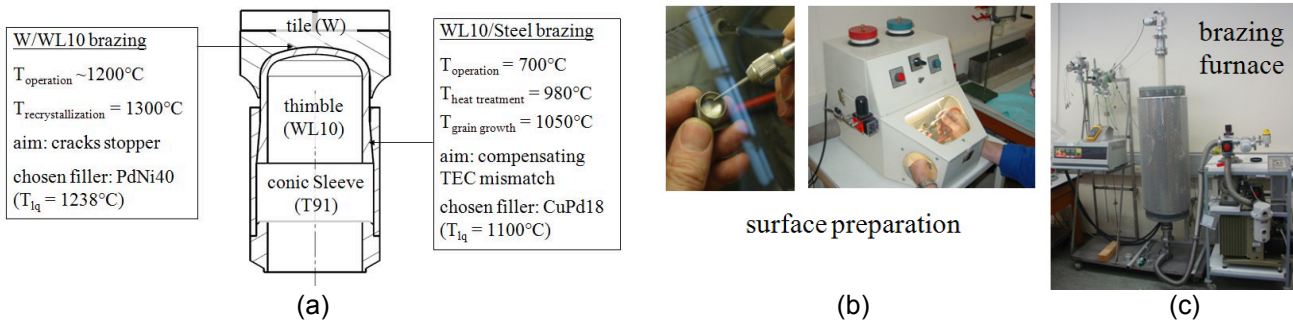 W/WL10 brazing
T_operation ~1200°C
T_recrystallization = 1300°C
aim: cracks stopper
chosen filler: PdNi40
(T_lq = 1238°C)
tile (W)
thimble
(WL10)
conic Sleeve
(T91)
WL10/Steel brazing
T_operation = 700°C
T_heat treatment = 980°C
T_grain growth = 1050°C
aim: compensating
TEC mismatch
chosen filler: CuPd18
(T_lq = 1100°C)
(a)
surface preparation
(b)
brazing
furnace
(c)